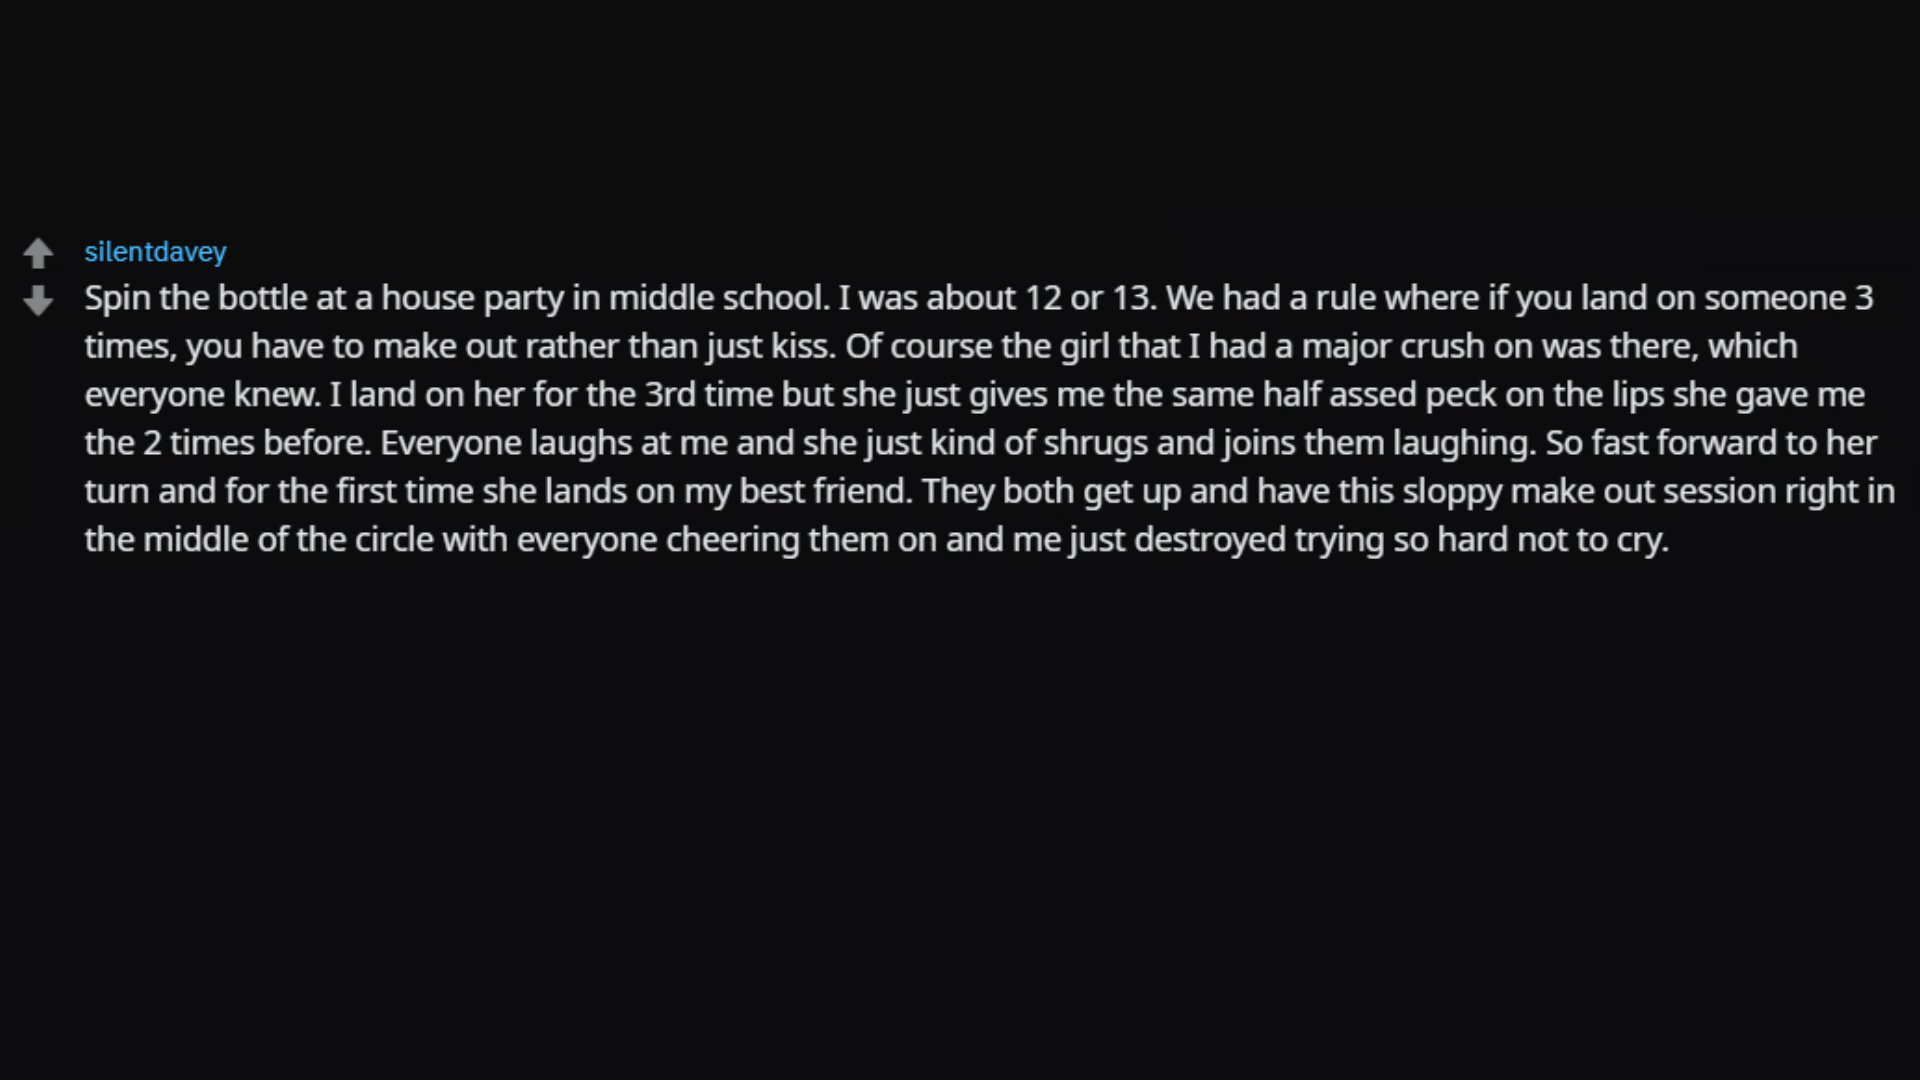 silentdavey
Spin the bottle at a house party in middle school. I was about 12 or 13. We had a rule where if you land on someone 3
times, you have to make out rather than just kiss. Of course the girl that I had a major crush on was there, which
everyone knew. I land on her for the 3rd time but she just gives me the same half assed peck on the lips she gave me
the 2 times before. Everyone laughs at me and she just kind of shrugs and joins them laughing. So fast forward to her
turn and for the first time she lands on my best friend. They both get up and have this sloppy make out session right in
the middle of the circle with everyone cheering them on and me just destroyed trying so hard not to cry.